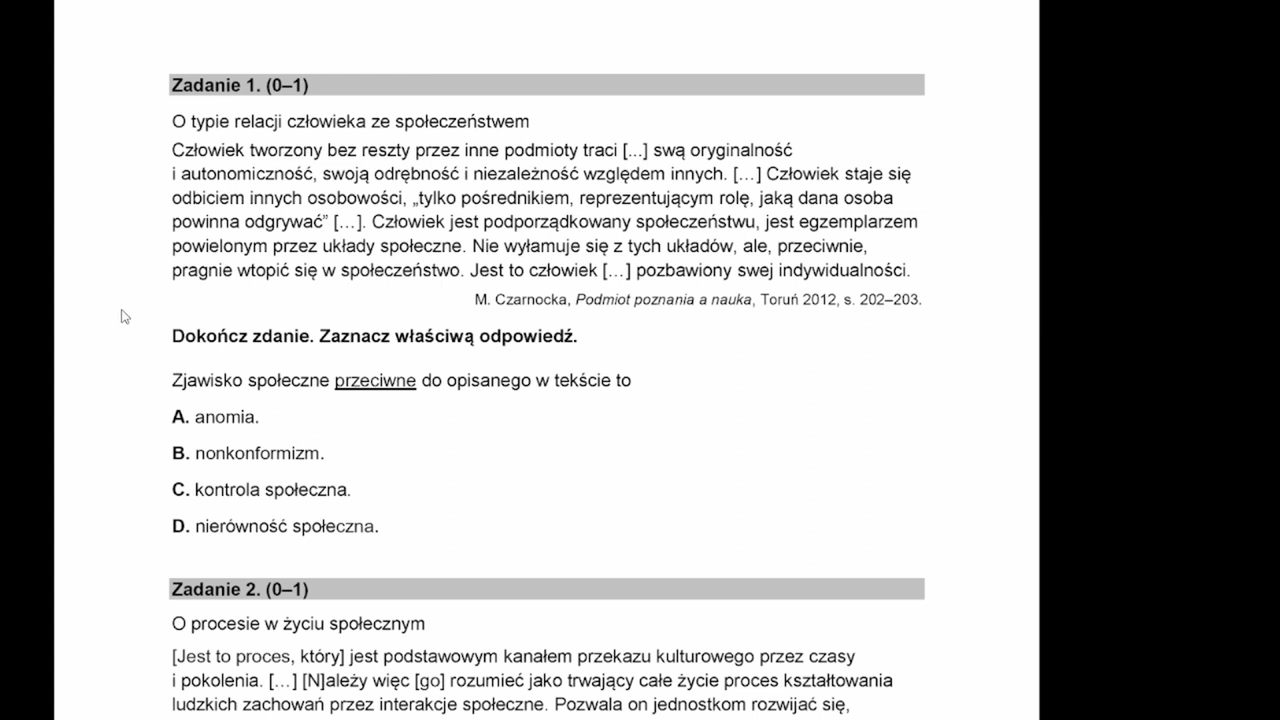 Zadanie 1. (0–1)
O typie relacji człowieka ze społeczeństwem
Człowiek tworzony bez reszty przez inne podmioty traci [...] swą oryginalność
i autonomiczność, swoją odrębność i niezależność względem innych. […] Człowiek staje się
odbiciem innych osobowości, „tylko pośrednikiem, reprezentującym rolę, jaką dana osoba
powinna odgrywać” […]. Człowiek jest podporządkowany społeczeństwu, jest egzemplarzem
powielonym przez układy społeczne. Nie wyłamuje się z tych układów, ale, przeciwnie,
pragnie wtopić się w społeczeństwo. Jest to człowiek […] pozbawiony swej indywidualności.
M. Czarnocka, Podmiot poznania a nauka, Toruń 2012, s. 202–203.
Dokończ zdanie. Zaznacz właściwą odpowiedź.
Zjawisko społeczne przeciwne do opisanego w tekście to
A. anomia.
B. nonkonformizm.
C. kontrola społeczna.
D. nierówność społeczna.
Zadanie 2. (0–1)
O procesie w życiu społecznym
[Jest to proces, który] jest podstawowym kanałem przekazu kulturowego przez czasy
i pokolenia. […] [N]ależy więc [go] rozumieć jako trwający całe życie proces kształtowania
ludzkich zachowań przez interakcje społeczne. Pozwala on jednostkom rozwijać się,